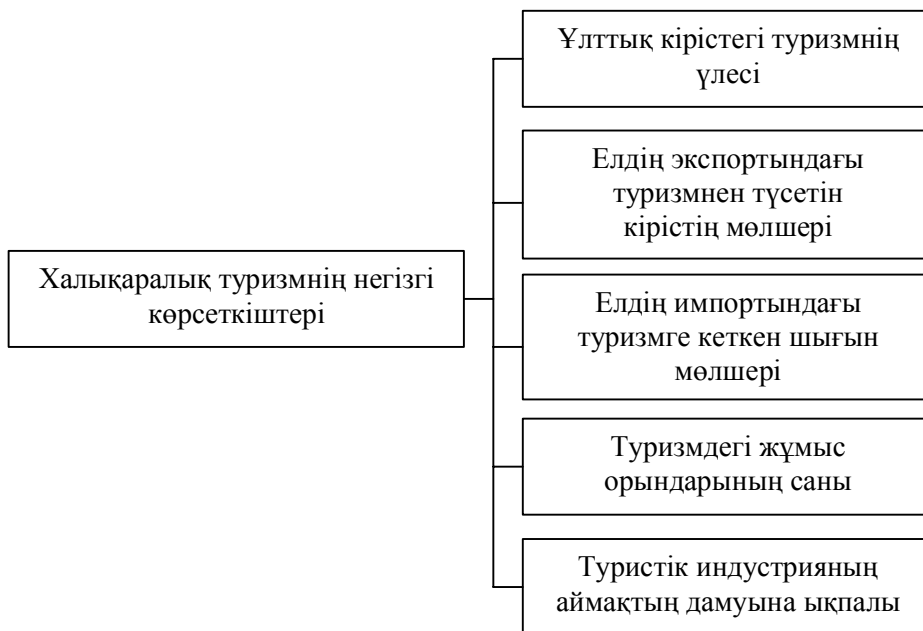 Халықаралық туризмнің негізгі
көрсеткіштері
Ұлттық кірістегі туризмнің
үлесі
Елдің экспортындағы
туризмнен түсетін
кірістің мөлшері
Елдің импортындағы
туризмге кеткен шығын
мөлшері
Туризмдегі жұмыс
орындарының саны
Туристік индустрияның
аймақтың дамуына ықпалы